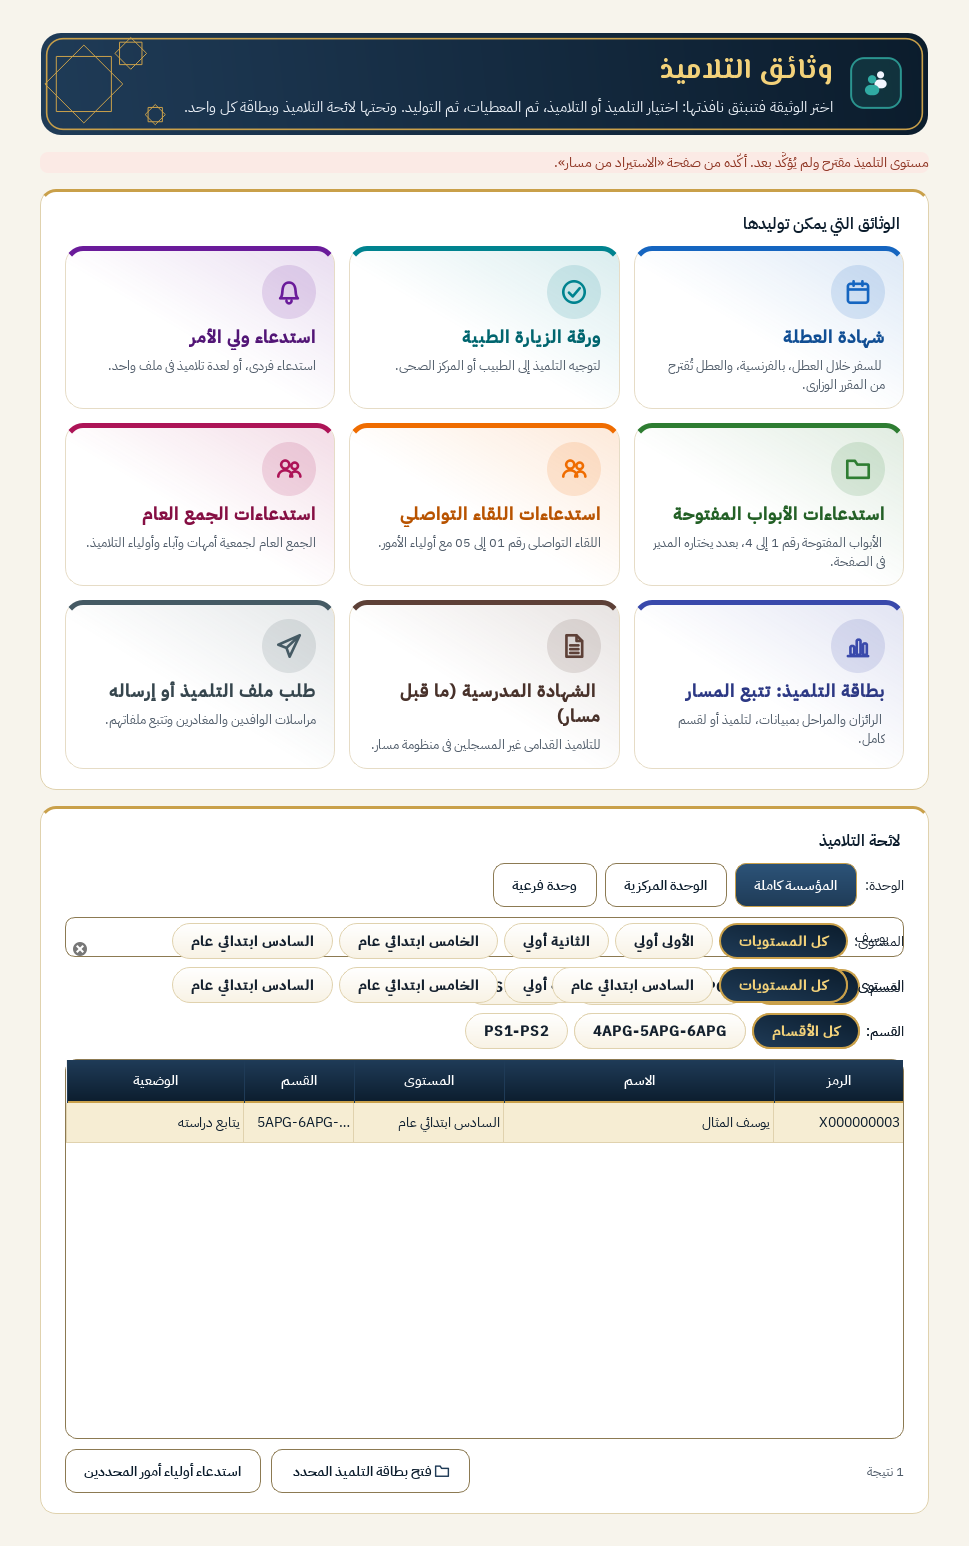 وثائق التلاميذ
اختر الوثيقة فتنبثق نافذتها: اختيار التلميذ أو التلاميذ، ثم المعطيات، ثم التوليد. وتحتها لائحة التلاميذ وبطاقة كل واحد.
مستوى التلميذ مقترح ولم يُؤكَّد بعد. أكّده من صفحة «الاستيراد من مسار».
الوثائق التي يمكن توليدها
شهادة العطلة
للسفر خلال العطل، بالفرنسية، والعطل تُقترح
من المقرر الوزاري.
ورقة الزيارة الطبية
لتوجيه التلميذ إلى الطبيب أو المركز الصحي.
استدعاء ولي الأمر
استدعاء فردي، أو لعدة تلاميذ في ملف واحد.
استدعاءات الأبواب المفتوحة
الأبواب المفتوحة رقم 1 إلى 4، بعدد يختاره المدير
في الصفحة.
استدعاءات اللقاء التواصلي
اللقاء التواصلي رقم 01 إلى 05 مع أولياء الأمور.
استدعاءات الجمع العام
الجمع العام لجمعية أمهات وآباء وأولياء التلاميذ.
بطاقة التلميذ: تتبع المسار
الرائزان والمراحل بمبيانات، لتلميذ أو لقسم
كامل.
الشهادة المدرسية (ما قبل
مسار)
للتلاميذ القدامى غير المسجلين في منظومة مسار.
طلب ملف التلميذ أو إرساله
مراسلات الوافدين والمغادرين وتتبع ملفاتهم.
لائحة التلاميذ
الوحدة: المؤسسة كاملة الوحدة المركزية وحدة فرعية
يوسف
المستوى: كل المستويات الأولى أولي الثانية أولي الخامس ابتدائي عام السادس ابتدائي عام
المستوى كل المستويات السادس ابتدائي عام أولي الخامس ابتدائي عام السادس ابتدائي عام
القسم: كل الأقسام 4APG-5APG-6APG PS1-PS2
الرمز الاسم المستوى القسم الوضعية
X000000003 يوسف المثال السادس ابتدائي عام 5APG-6APG-... يتابع دراسته
1 نتيجة فتح بطاقة التلميذ المحدد استدعاء أولياء أمور المحددين